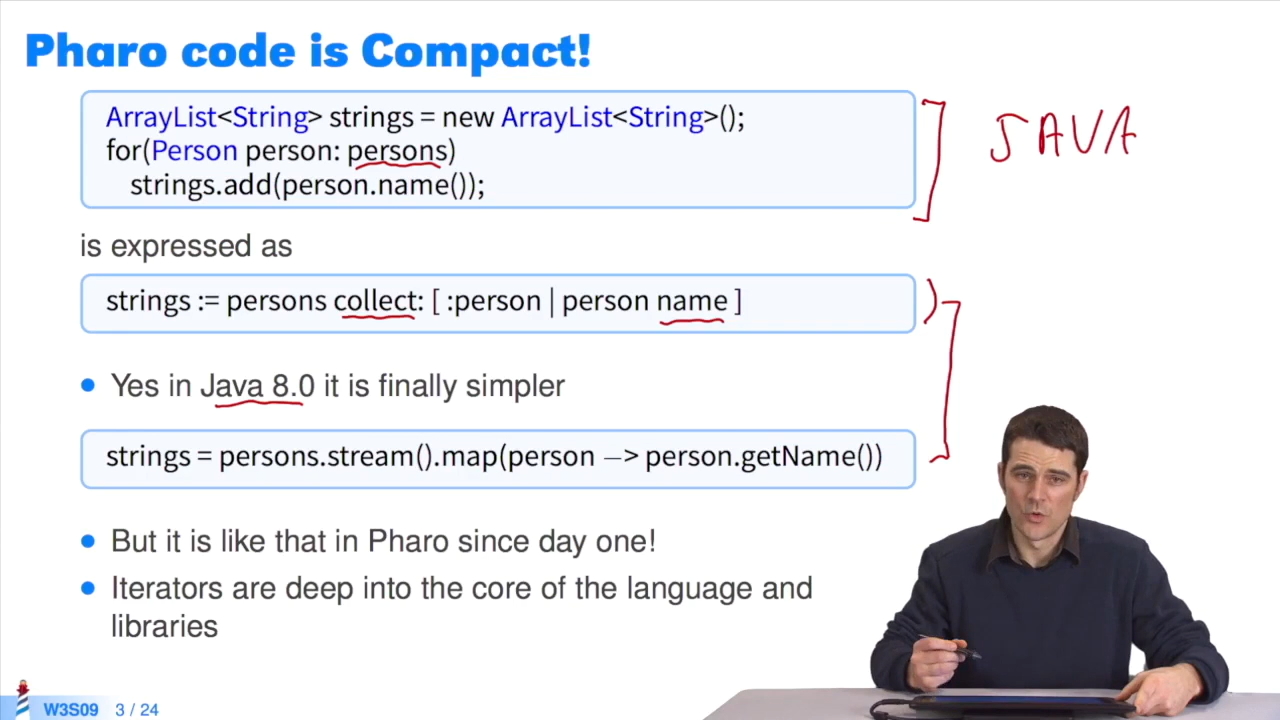 Pharo code is Compact!
ArrayList<String> strings = new ArrayList<String>();
for(Person person: persons)
strings.add(person.name());
JAVA
is expressed as
strings := persons collect: [ :person | person name ]
Yes in Java 8.0 it is finally simpler
strings = persons.stream().map(person —> person.getName())
But it is like that in Pharo since day one!
Iterators are deep into the core of the language and
libraries
W3S09 3 / 24